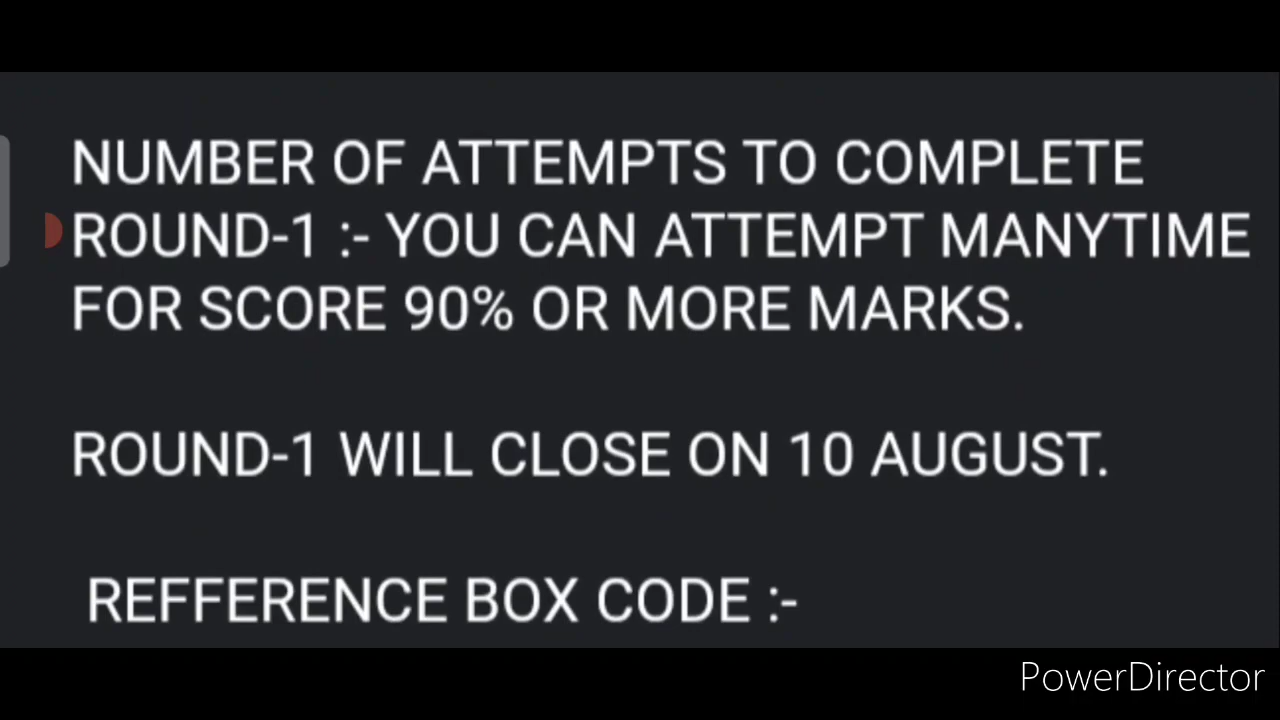 NUMBER OF ATTEMPTS TO COMPLETE
ROUND-1 :- YOU CAN ATTEMPT MANYTIME
FOR SCORE 90% OR MORE MARKS.
ROUND-1 WILL CLOSE ON 10 AUGUST.
REFFERENCE BOX CODE :-
PowerDirector